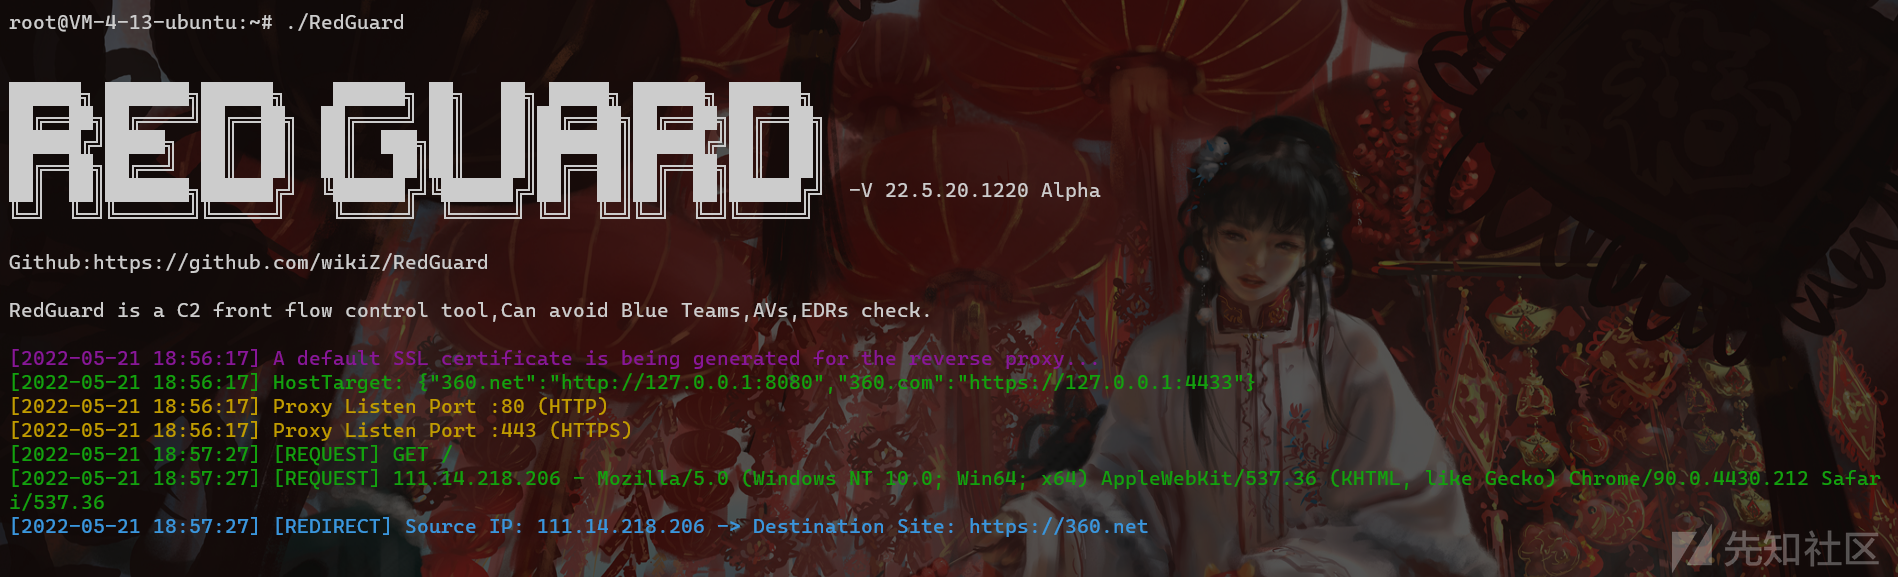 root@VM-4-13-ubuntu:~# ./RedGuard
RED GUARD
-V 22.5.20.1220 Alpha
Github:https://github.com/wikiZ/RedGuard
RedGuard is a C2 front flow control tool,Can avoid Blue Teams,AVs,EDRs check.
[2022-05-21 18:56:17] A default SSL certificate is being generated for the reverse proxy...
[2022-05-21 18:56:17] HostTarget: {"360.net":"http://127.0.0.1:8080","360.com":"https://127.0.0.1:4433"}
[2022-05-21 18:56:17] Proxy Listen Port :80 (HTTP)
[2022-05-21 18:56:17] Proxy Listen Port :443 (HTTPS)
[2022-05-21 18:57:27] [REQUEST] GET /
[2022-05-21 18:57:27] [REQUEST] 111.14.218.206 - Mozilla/5.0 (Windows NT 10.0; Win64; x64) AppleWebKit/537.36 (KHTML, like Gecko) Chrome/90.0.4430.212 Safar
i/537.36
[2022-05-21 18:57:27] [REDIRECT] Source IP: 111.14.218.206 -> Destination Site: https://360.net
先知社区